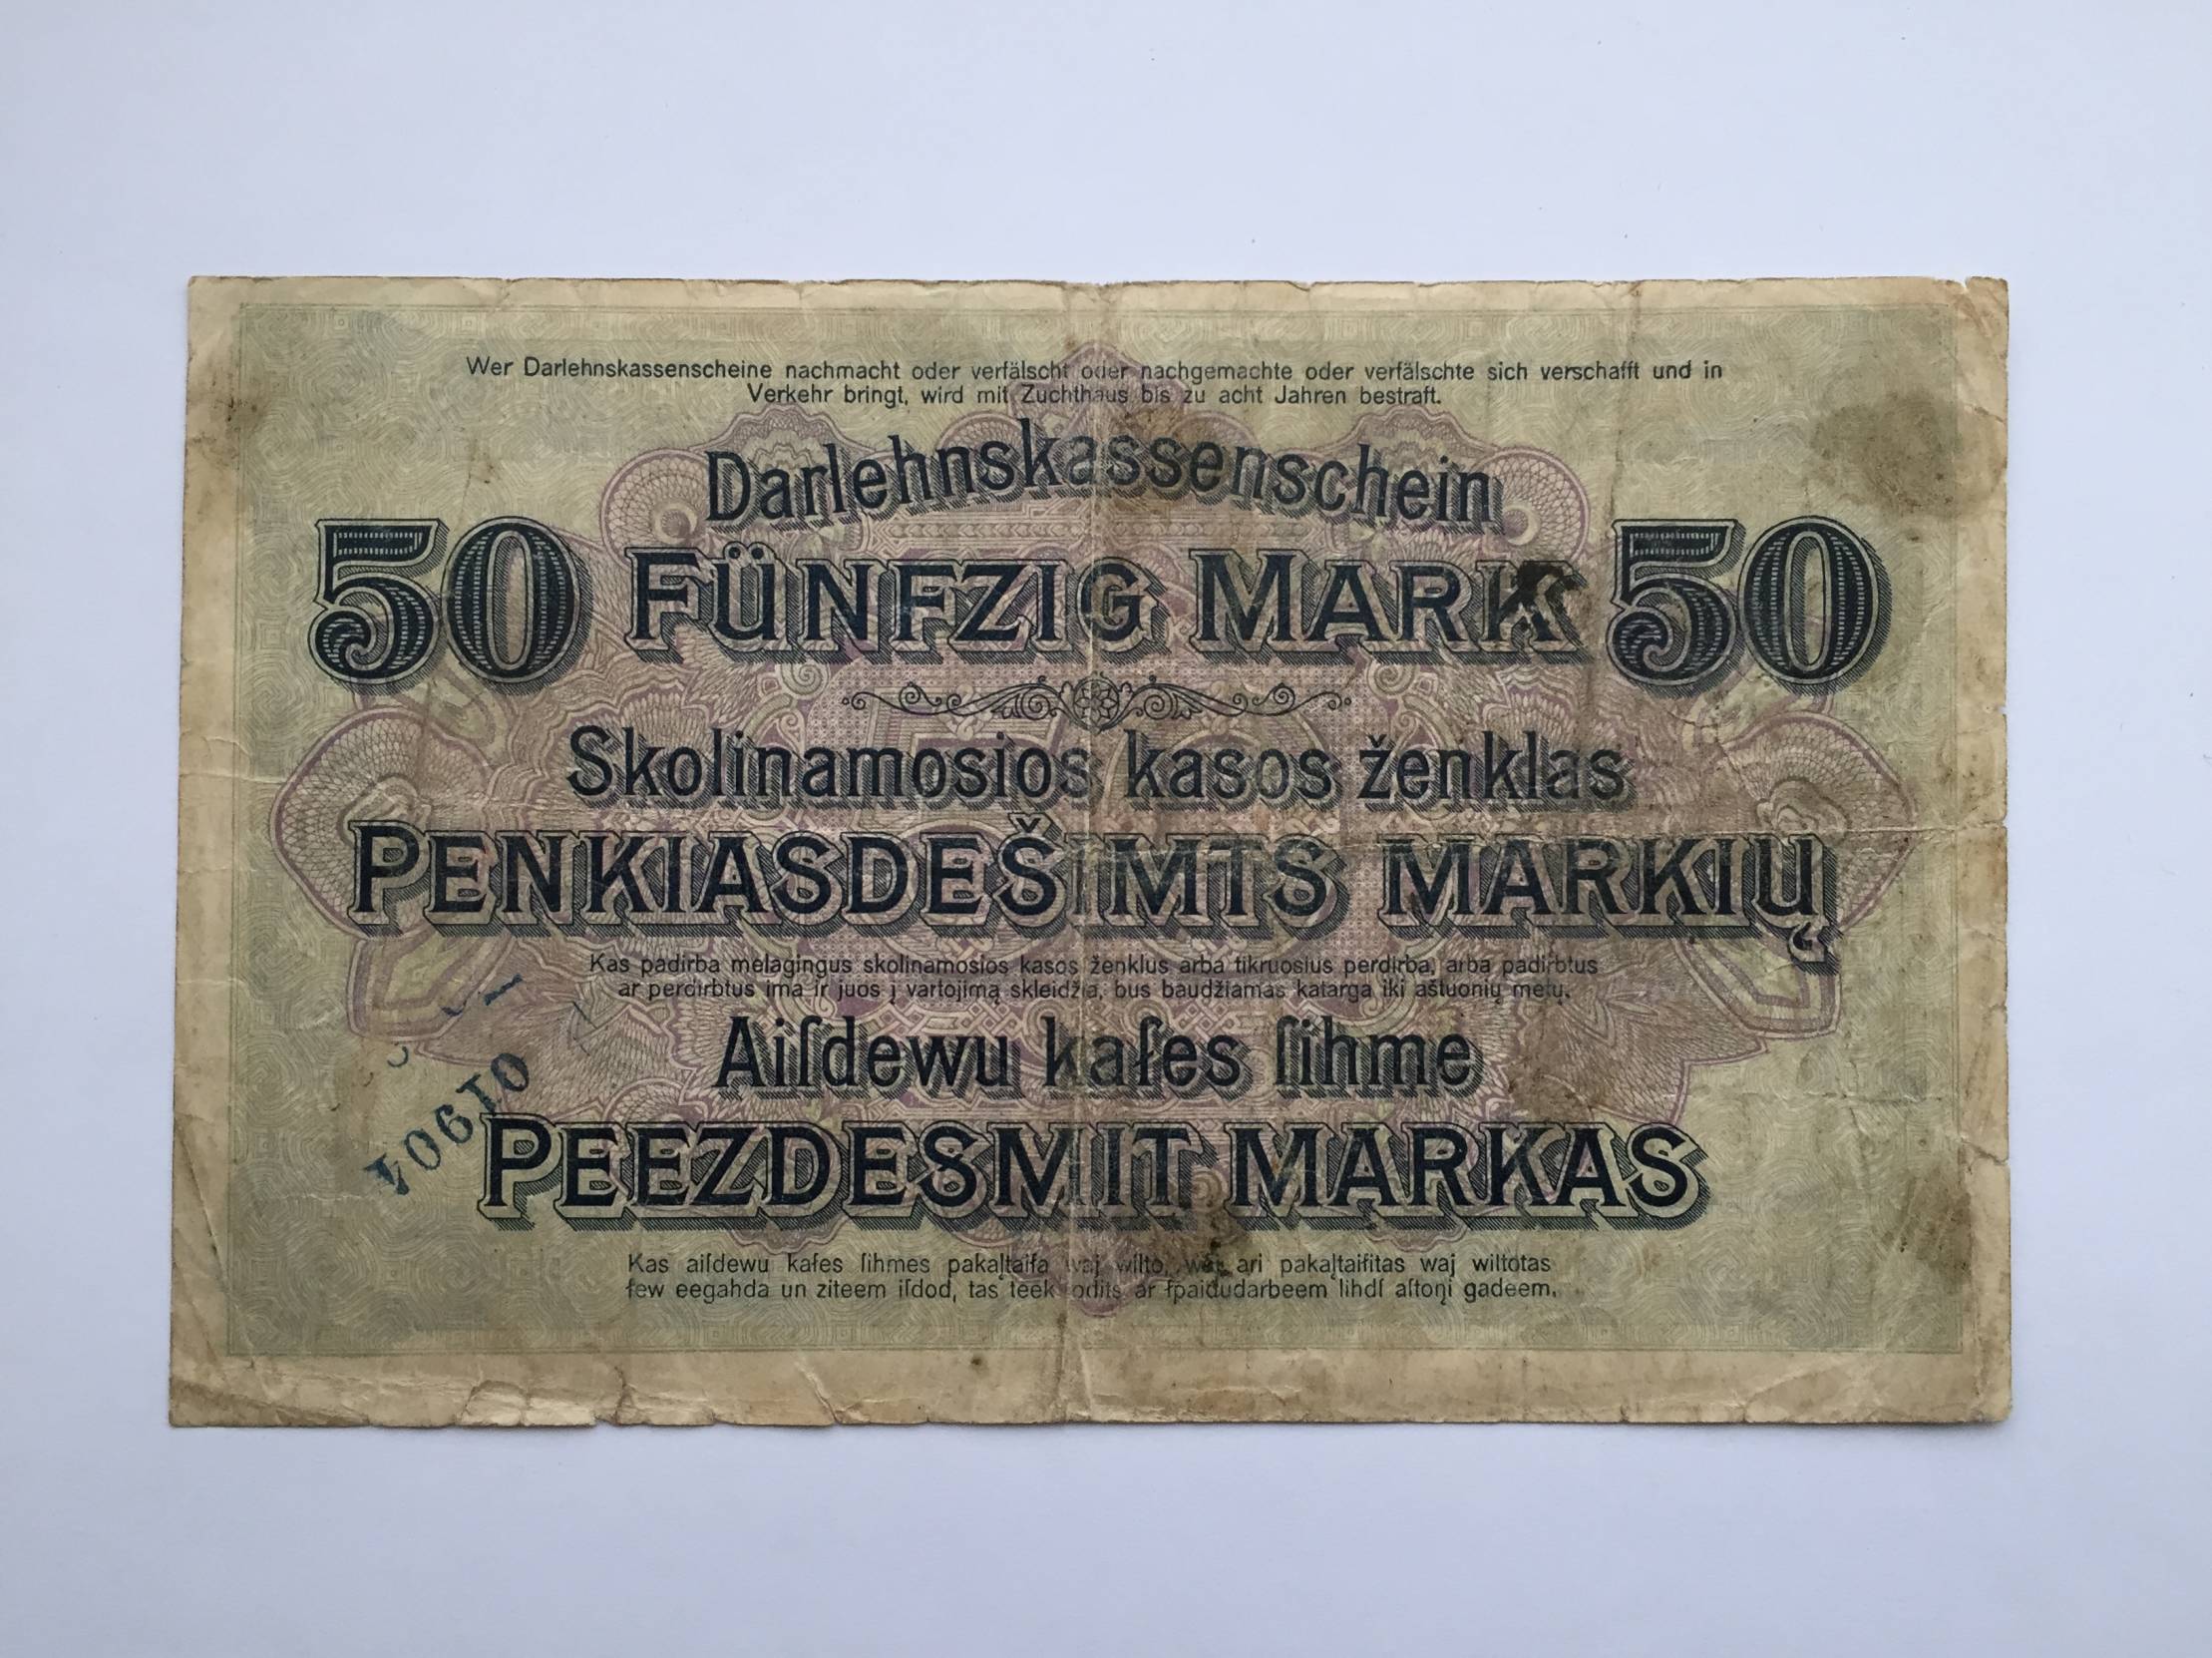 Wer Darlehnskassenscheine nachmacht oder verfälscht oder nachgemachte oder verfälschte sich verschafft und in
Verkehr bringt, wird mit Zuchthaus bis zu acht Jahren bestraft.
Darlehnskassenschein
50 FÜNFZIG MARK 50
Skolinamosios kasos ženklas
PENKIASDEŠIMTS MARKIŲ
Kas padirba melagingus skolinamosios kasos ženklus arba tikruosius perdirba, arba padirbtus
ar perdirbtus ima ir juos į vartojimą skleidžia, bus baudžiamas katarga iki aštuonių metų.
Aiſdewu kaſes ſihme
PEEZDESMIT MARKAS
Kas aiſdewu kaſes ſihmes pakaļtaiſa waj wilto, waj ari pakaļtaiſitas waj wiltotas
ſew eegahda un ziteem iſdod, tas teek ſodits ar ſpaidudarbeem lihdſ aſtoņi gadeem.